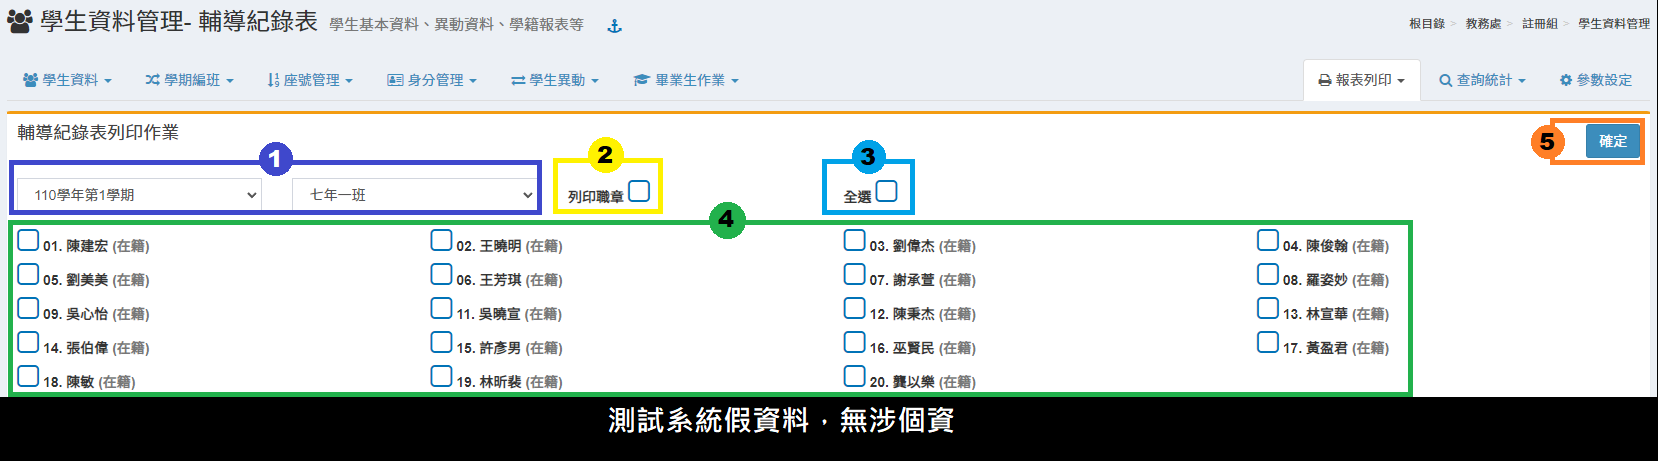 學生資料管理- 輔導紀錄表 學生基本資料、異動資料、學籍報表等
根目錄 > 教務處 > 註冊組 > 學生資料管理
學生資料 學期編班 座號管理 身分管理 學生異動 畢業生作業 報表列印 查詢統計 參數設定
輔導紀錄表列印作業
1 2 3 5 確定
110學年第1學期 七年一班 列印職章 全選
4
01. 陳建宏 (在籍) 02. 王曉明 (在籍) 03. 劉偉杰 (在籍) 04. 陳俊翰 (在籍)
05. 劉美美 (在籍) 06. 王芳琪 (在籍) 07. 謝承萱 (在籍) 08. 羅姿妙 (在籍)
09. 吳心怡 (在籍) 11. 吳曉宣 (在籍) 12. 陳秉杰 (在籍) 13. 林宣華 (在籍)
14. 張伯偉 (在籍) 15. 許彥男 (在籍) 16. 巫賢民 (在籍) 17. 黃盈君 (在籍)
18. 陳敏 (在籍) 19. 林昕裴 (在籍) 20. 龔以樂 (在籍)
測試系統假資料，無涉個資